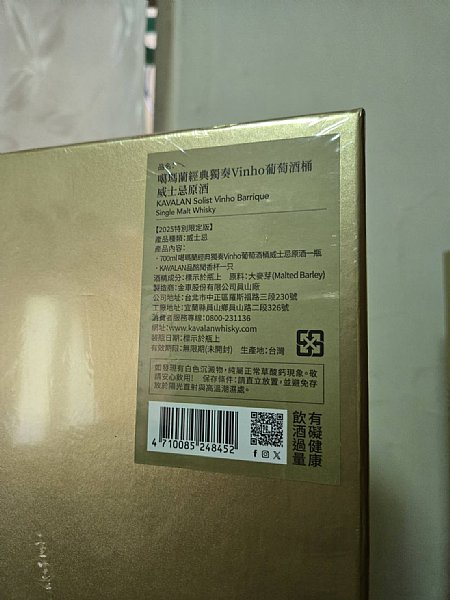 品名：
噶瑪蘭經典獨奏Vinho葡萄酒桶
威士忌原酒
KAVALAN Solist Vinho Barrique
Single Malt Whisky
【2025特別限定版】
產品種類：威士忌
產品內容：
・700ml噶瑪蘭經典獨奏Vinho葡萄酒桶威士忌原酒一瓶
・KAVALAN品酩聞香杯一只
酒精成分：標示於瓶上 原料：大麥芽(Malted Barley)
製造商：金車股份有限公司員山廠
公司地址：台北市中正區羅斯福路三段230號
工廠地址：宜蘭縣員山鄉員山路二段326號
消費者服務專線：0800-231136
網址：www.kavalanwhisky.com
裝瓶日期：標示於瓶上
有效期限：無限期(未開封) 生產地：台灣
如發現有白色沉澱物，純屬正常草酸鈣現象。敬
請安心飲用! 保存條件：請直立放置，並避免存
放於陽光直射與高溫潮濕處。
4 710085 248452
飲酒過量
有礙健康